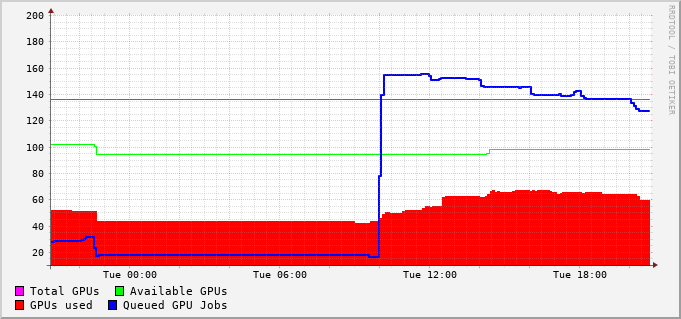 200
180
160
140
120
100
80
60
40
20
Tue 00:00 Tue 06:00 Tue 12:00 Tue 18:00
Total GPUs Available GPUs
GPUs used Queued GPU Jobs
RRDTOOL / TOBI OETIKER